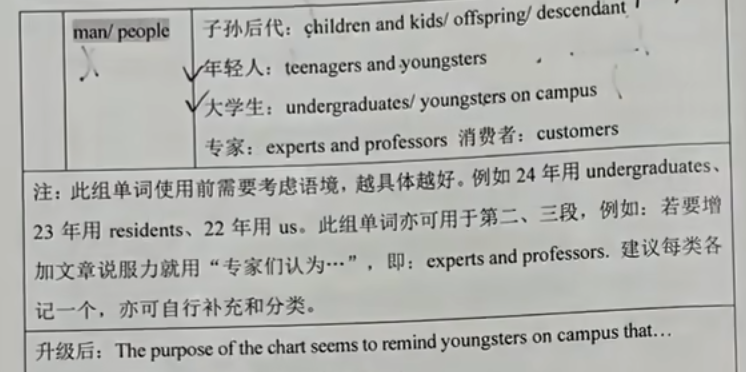 man/ people
子孙后代：children and kids/ offspring/ descendant
年轻人：teenagers and youngsters
大学生：undergraduates/ youngsters on campus
专家：experts and professors 消费者：customers
注：此组单词使用前需要考虑语境，越具体越好。例如 24 年用 undergraduates、
23 年用 residents、22 年用 us。此组单词亦可用于第二、三段，例如：若要增
加文章说服力就用“专家们认为…”，即：experts and professors. 建议每类各
记一个，亦可自行补充和分类。
升级后：The purpose of the chart seems to remind youngsters on campus that…